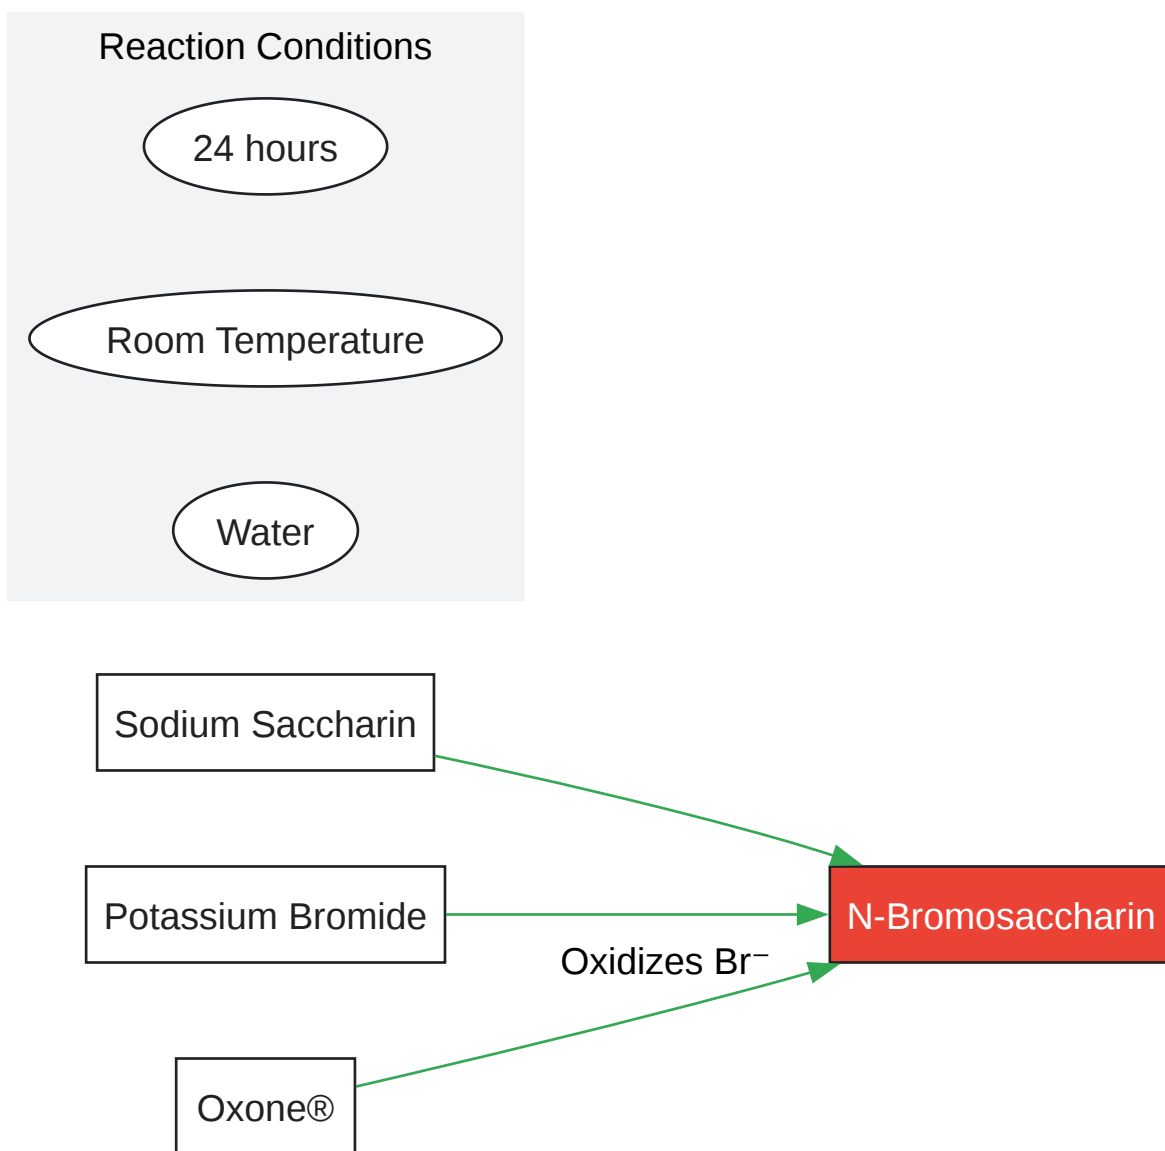 Reaction Conditions
24 hours
Room Temperature
Water
Sodium Saccharin
Potassium Bromide
N-Bromosaccharin
Oxidizes Br⁻
Oxone®